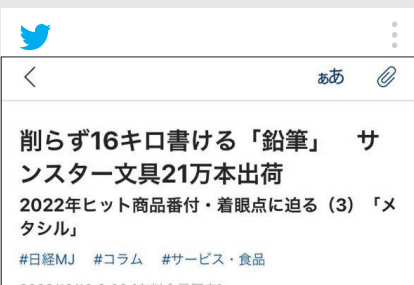 ぁあ
削らず16キロ書ける「鉛筆」　サ
ンスター文具21万本出荷
2022年ヒット商品番付・着眼点に迫る（3）「メ
タシル」
#日経MJ　#コラム　#サービス・食品